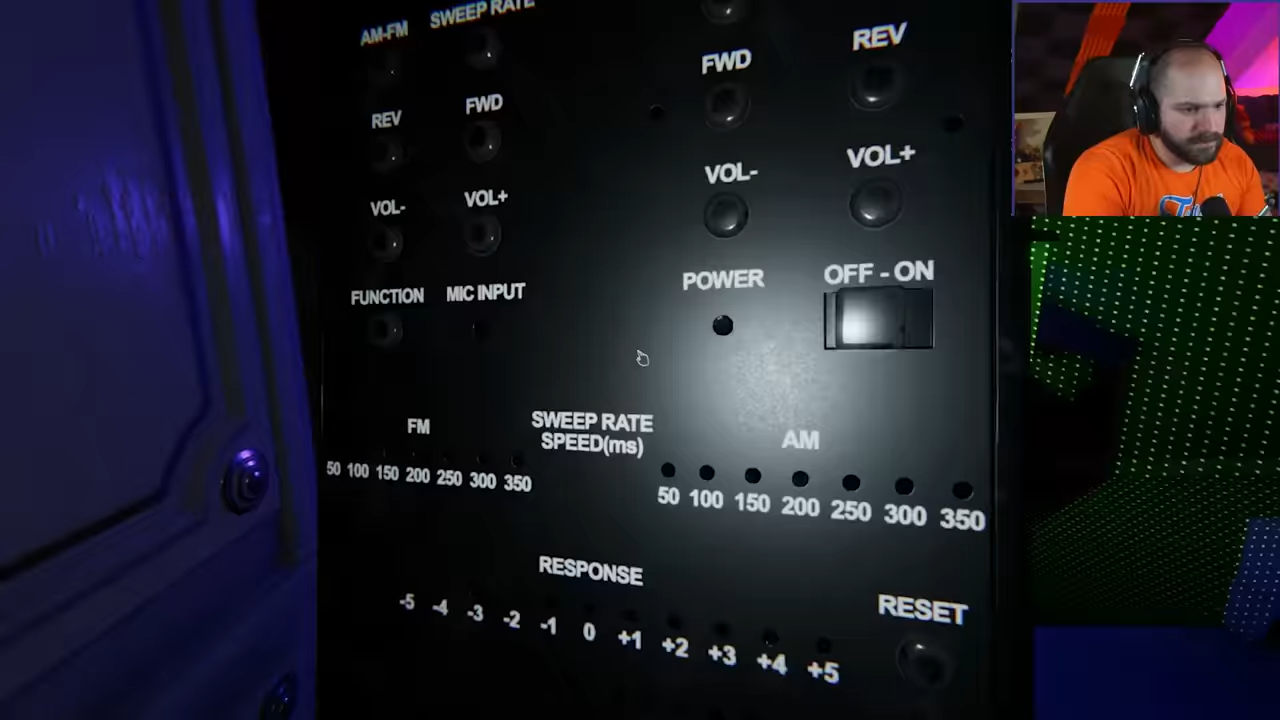 AM-FM SWEEP RATE
REV FWD
VOL- VOL+
FUNCTION MIC INPUT
FWD REV
VOL- VOL+
POWER OFF - ON
FM
50 100 150 200 250 300 350
SWEEP RATE
SPEED(ms)
AM
50 100 150 200 250 300 350
RESPONSE
-5 -4 -3 -2 -1 0 +1 +2 +3 +4 +5
RESET